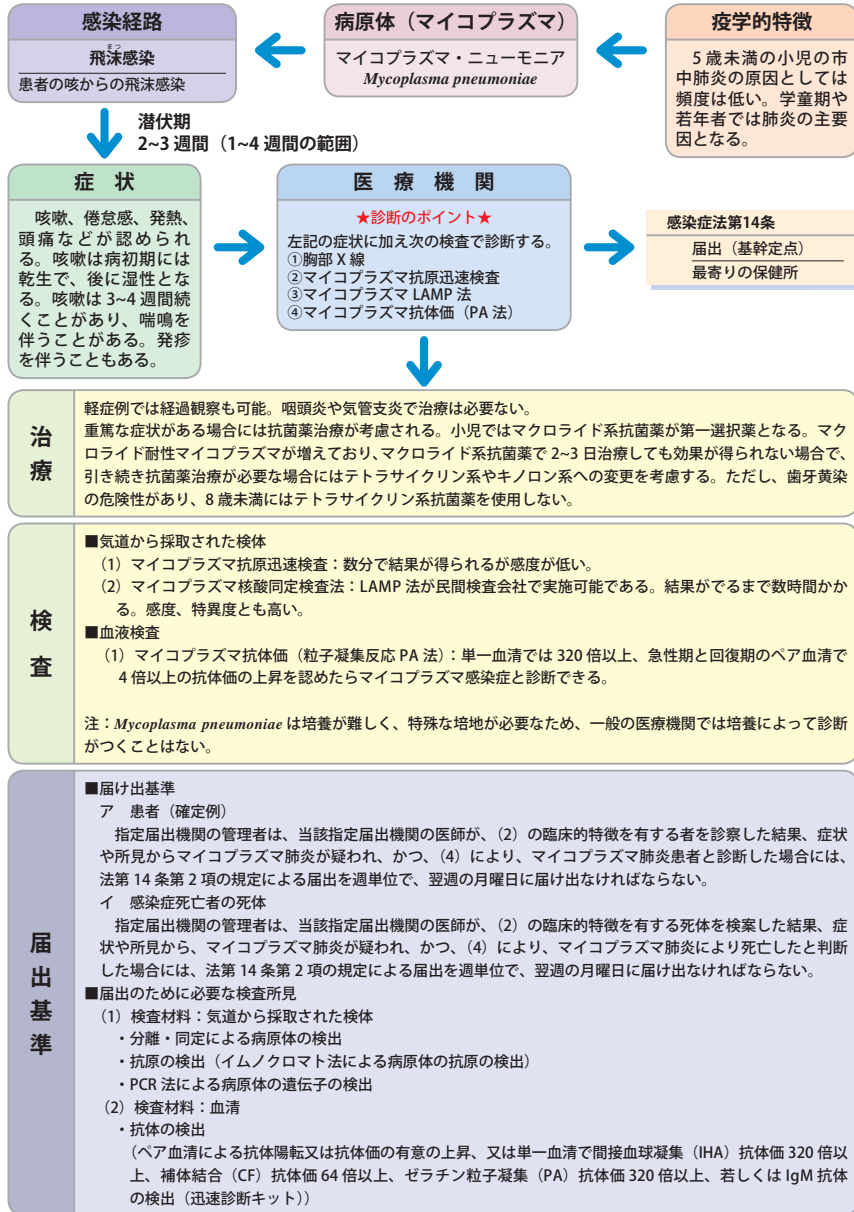 感染経路
飛沫感染
まつ
患者の咳からの飛沫感染
病原体（マイコプラズマ）
マイコプラズマ・ニューモニア
Mycoplasma pneumoniae
疫学的特徴
5 歳未満の小児の市
中肺炎の原因としては
頻度は低い。学童期や
若年者では肺炎の主要
因となる。
潜伏期
2~3 週間（1~4 週間の範囲）
症　状
咳嗽、倦怠感、発熱、
頭痛などが認められ
る。咳嗽は病初期には
乾生で、後に湿性とな
る。咳嗽は 3~4 週間続
くことがあり、喘鳴を
伴うことがある。発疹
を伴うこともある。
医　療　機　関
★診断のポイント★
左記の症状に加え次の検査で診断する。
①胸部 X 線
②マイコプラズマ抗原迅速検査
③マイコプラズマ LAMP 法
④マイコプラズマ抗体価（PA 法）
感染症法第14条
届出（基幹定点）
最寄りの保健所
治療
軽症例では経過観察も可能。咽頭炎や気管支炎で治療は必要ない。
重篤な症状がある場合には抗菌薬治療が考慮される。小児ではマクロライド系抗菌薬が第一選択薬となる。マク
ロライド耐性マイコプラズマが増えており、マクロライド系抗菌薬で 2~3 日治療しても効果が得られない場合で、
引き続き抗菌薬治療が必要な場合にはテトラサイクリン系やキノロン系への変更を考慮する。ただし、歯牙黄染
の危険性があり、8 歳未満にはテトラサイクリン系抗菌薬を使用しない。
検査
■気道から採取された検体
（1）マイコプラズマ抗原迅速検査：数分で結果が得られるが感度が低い。
（2）マイコプラズマ核酸同定検査法：LAMP 法が民間検査会社で実施可能である。結果がでるまで数時間かか
る。感度、特異度とも高い。
■血液検査
（1）マイコプラズマ抗体価（粒子凝集反応 PA 法）：単一血清では 320 倍以上、急性期と回復期のペア血清で
4 倍以上の抗体価の上昇を認めたらマイコプラズマ感染症と診断できる。
注：Mycoplasma pneumoniae は培養が難しく、特殊な培地が必要なため、一般の医療機関では培養によって診断
がつくことはない。
届出基準
■届け出基準
ア　患者（確定例）
指定届出機関の管理者は、当該指定届出機関の医師が、（2）の臨床的特徴を有する者を診察した結果、症状
や所見からマイコプラズマ肺炎が疑われ、かつ、（4）により、マイコプラズマ肺炎患者と診断した場合には、
法第 14 条第 2 項の規定による届出を週単位で、翌週の月曜日に届け出なければならない。
イ　感染症死亡者の死体
指定届出機関の管理者は、当該指定届出機関の医師が、（2）の臨床的特徴を有する死体を検案した結果、症
状や所見から、マイコプラズマ肺炎が疑われ、かつ、（4）により、マイコプラズマ肺炎により死亡したと判断
した場合には、法第 14 条第 2 項の規定による届出を週単位で、翌週の月曜日に届け出なければならない。
■届出のために必要な検査所見
（1）検査材料：気道から採取された検体
・分離・同定による病原体の検出
・抗原の検出（イムノクロマト法による病原体の抗原の検出）
・PCR 法による病原体の遺伝子の検出
（2）検査材料：血清
・抗体の検出
（ペア血清による抗体陽転又は抗体価の有意の上昇、又は単一血清で間接血球凝集（IHA）抗体価 320 倍以
上、補体結合（CF）抗体価 64 倍以上、ゼラチン粒子凝集（PA）抗体価 320 倍以上、若しくは IgM 抗体
の検出（迅速診断キット））